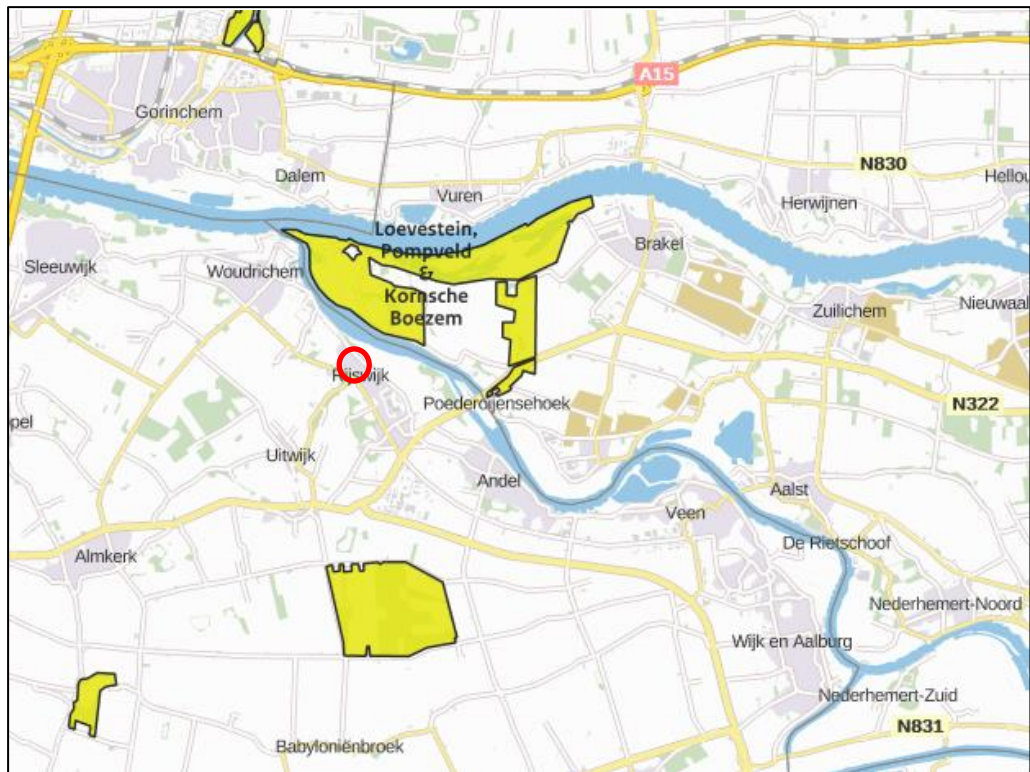 A15
Gorinchem
N830
Dalem
Hellou
Vuren
Herwijnen
Loevestein,
Pompveld
&
Kornsche
Boezem
Brakel
Sleeuwijk
Woudrichem
Zuilichem
Nieuwaal
Rijswijk
Poederoijensehoek
N322
pel
Uitwijk
Andel
Aalst
Veen
De Rietschoof
Almkerk
Nederhemert-Noord
Wijk en Aalburg
Nederhemert-Zuid
N831
Babyloniënbroek